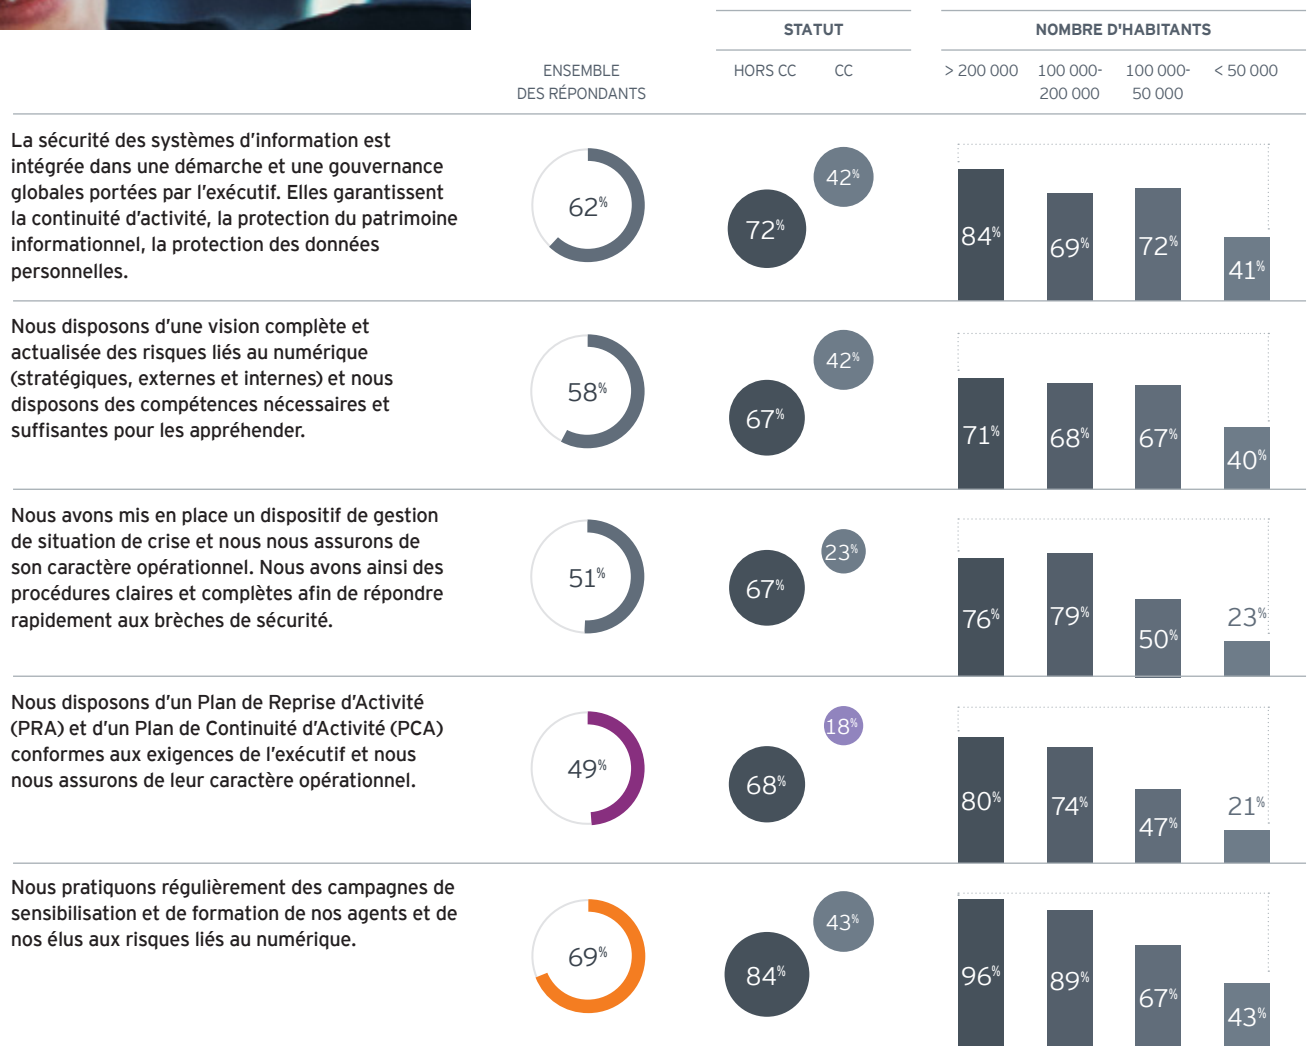 STATUT
NOMBRE D'HABITANTS
ENSEMBLE
DES RÉPONDANTS
HORS CC
CC
> 200 000
100 000-
200 000
100 000-
50 000
< 50 000
La sécurité des systèmes d'information est
intégrée dans une démarche et une gouvernance
globales portées par l'exécutif. Elles garantissent
la continuité d'activité, la protection du patrimoine
informationnel, la protection des données
personnelles.
62%
72%
42%
84%
69%
72%
41%
Nous disposons d'une vision complète et
actualisée des risques liés au numérique
(stratégiques, externes et internes) et nous
disposons des compétences nécessaires et
suffisantes pour les appréhender.
58%
67%
42%
71%
68%
67%
40%
Nous avons mis en place un dispositif de gestion
de situation de crise et nous nous assurons de
son caractère opérationnel. Nous avons ainsi des
procédures claires et complètes afin de répondre
rapidement aux brèches de sécurité.
51%
67%
23%
76%
79%
50%
23%
Nous disposons d'un Plan de Reprise d'Activité
(PRA) et d'un Plan de Continuité d'Activité (PCA)
conformes aux exigences de l'exécutif et nous
nous assurons de leur caractère opérationnel.
49%
68%
18%
80%
74%
47%
21%
Nous pratiquons régulièrement des campagnes de
sensibilisation et de formation de nos agents et de
nos élus aux risques liés au numérique.
69%
84%
43%
96%
89%
67%
43%